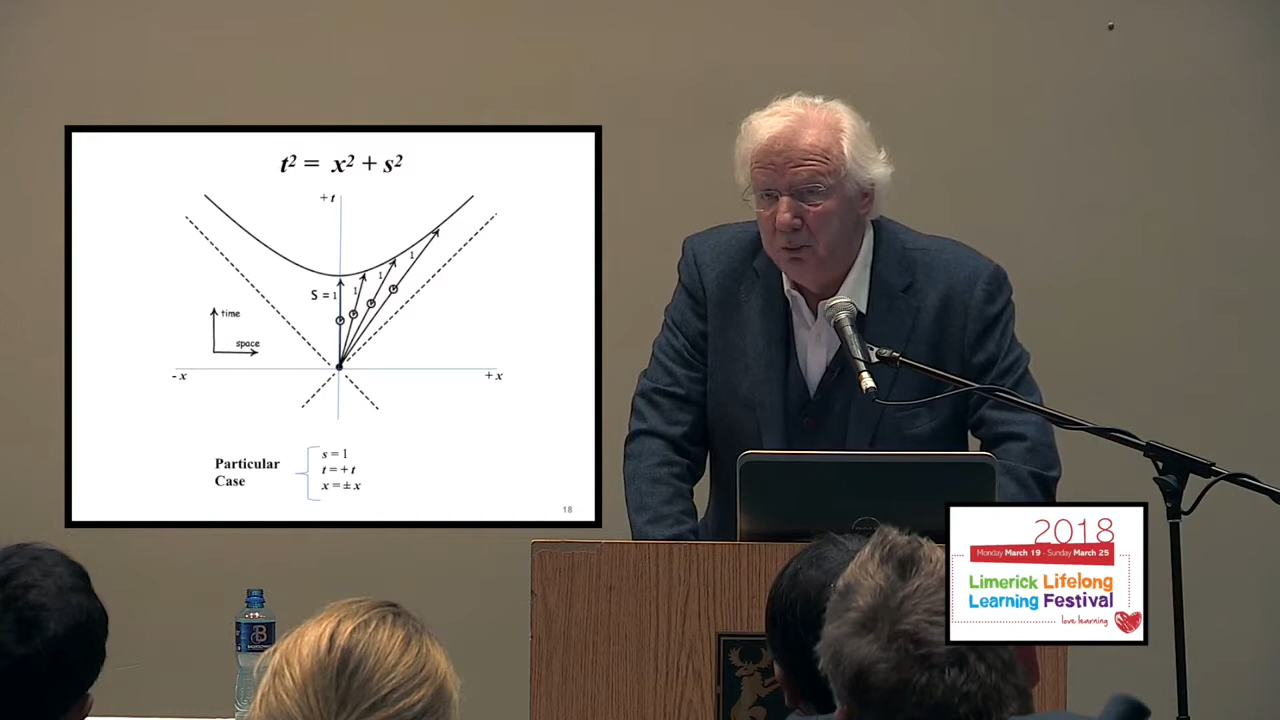 t² = x² + s²
+ t
1
1
S = 1
1
time
space
- x
+ x
Particular
Case
s = 1
t = + t
x = ± x
18
2018
Monday March 19 - Sunday March 25
Limerick Lifelong
Learning Festival
love learning